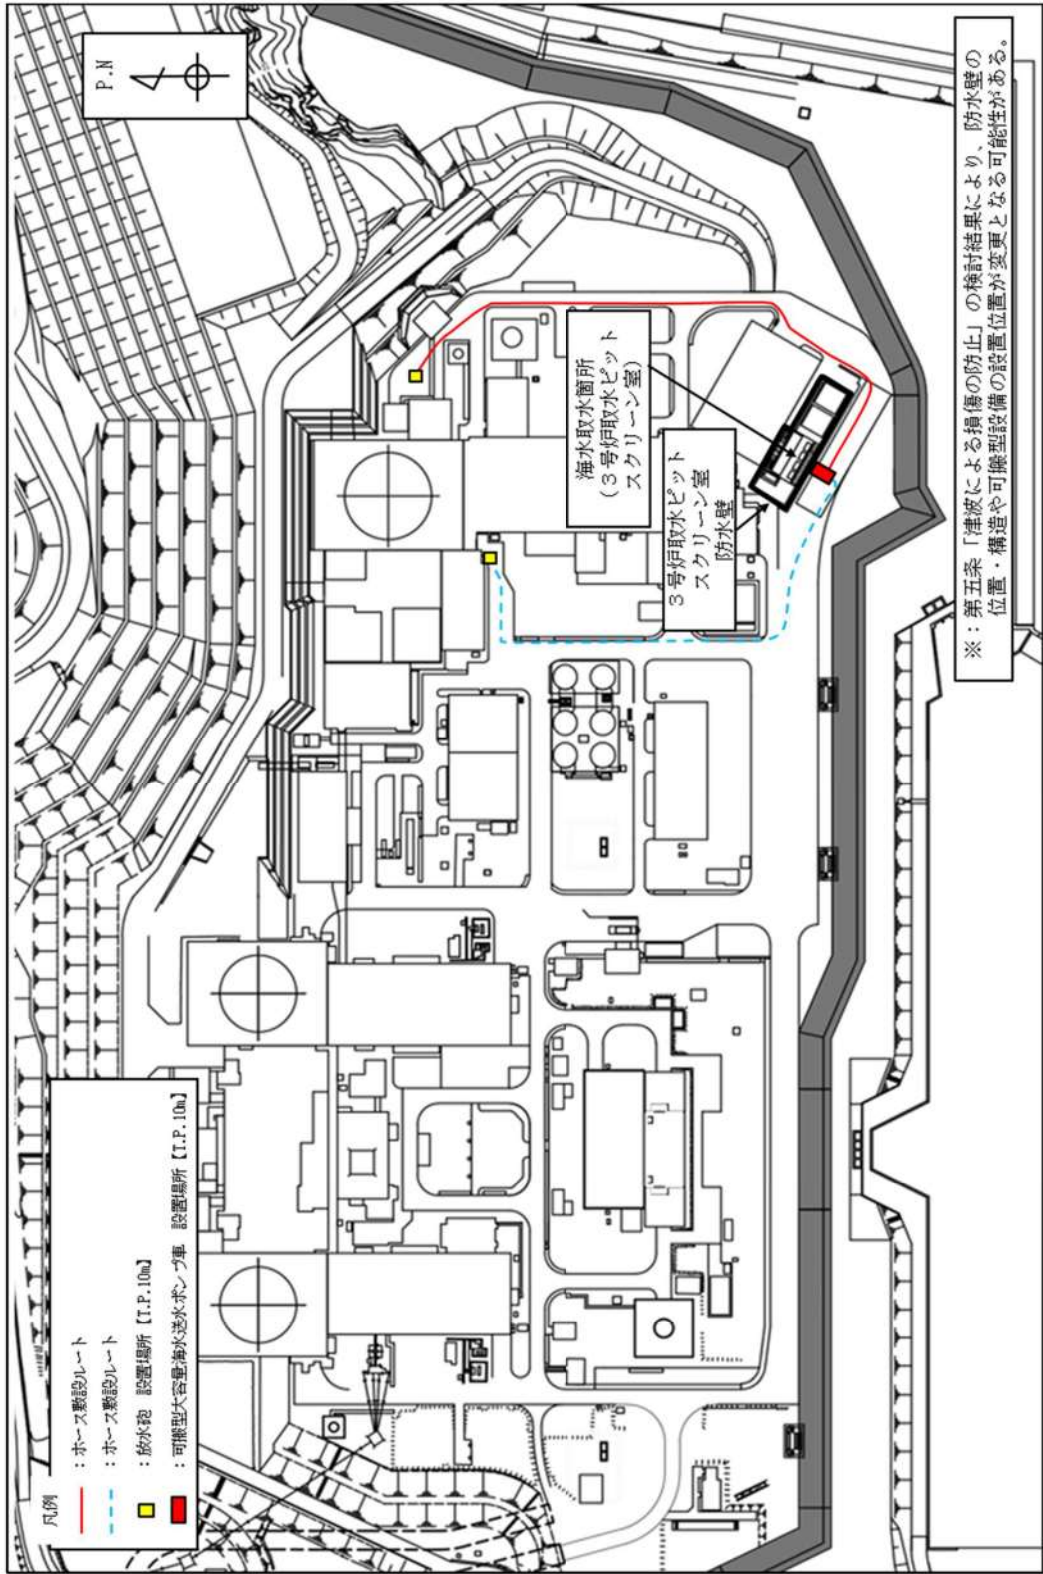 P.N
凡例
：ホース敷設ルート
：ホース敷設ルート
：放水砲　設置場所【T.P.10m】
：可搬型大容量海水送水ポンプ車　設置場所【T.P.10m】
海水取水箇所
（３号炉取水ピット
スクリーン室）
３号炉取水ピット
スクリーン室
防水壁
※：第五条「津波による損傷の防止」の検討結果により、防水壁の
位置・構造や可搬型設備の設置位置が変更となる可能性がある。